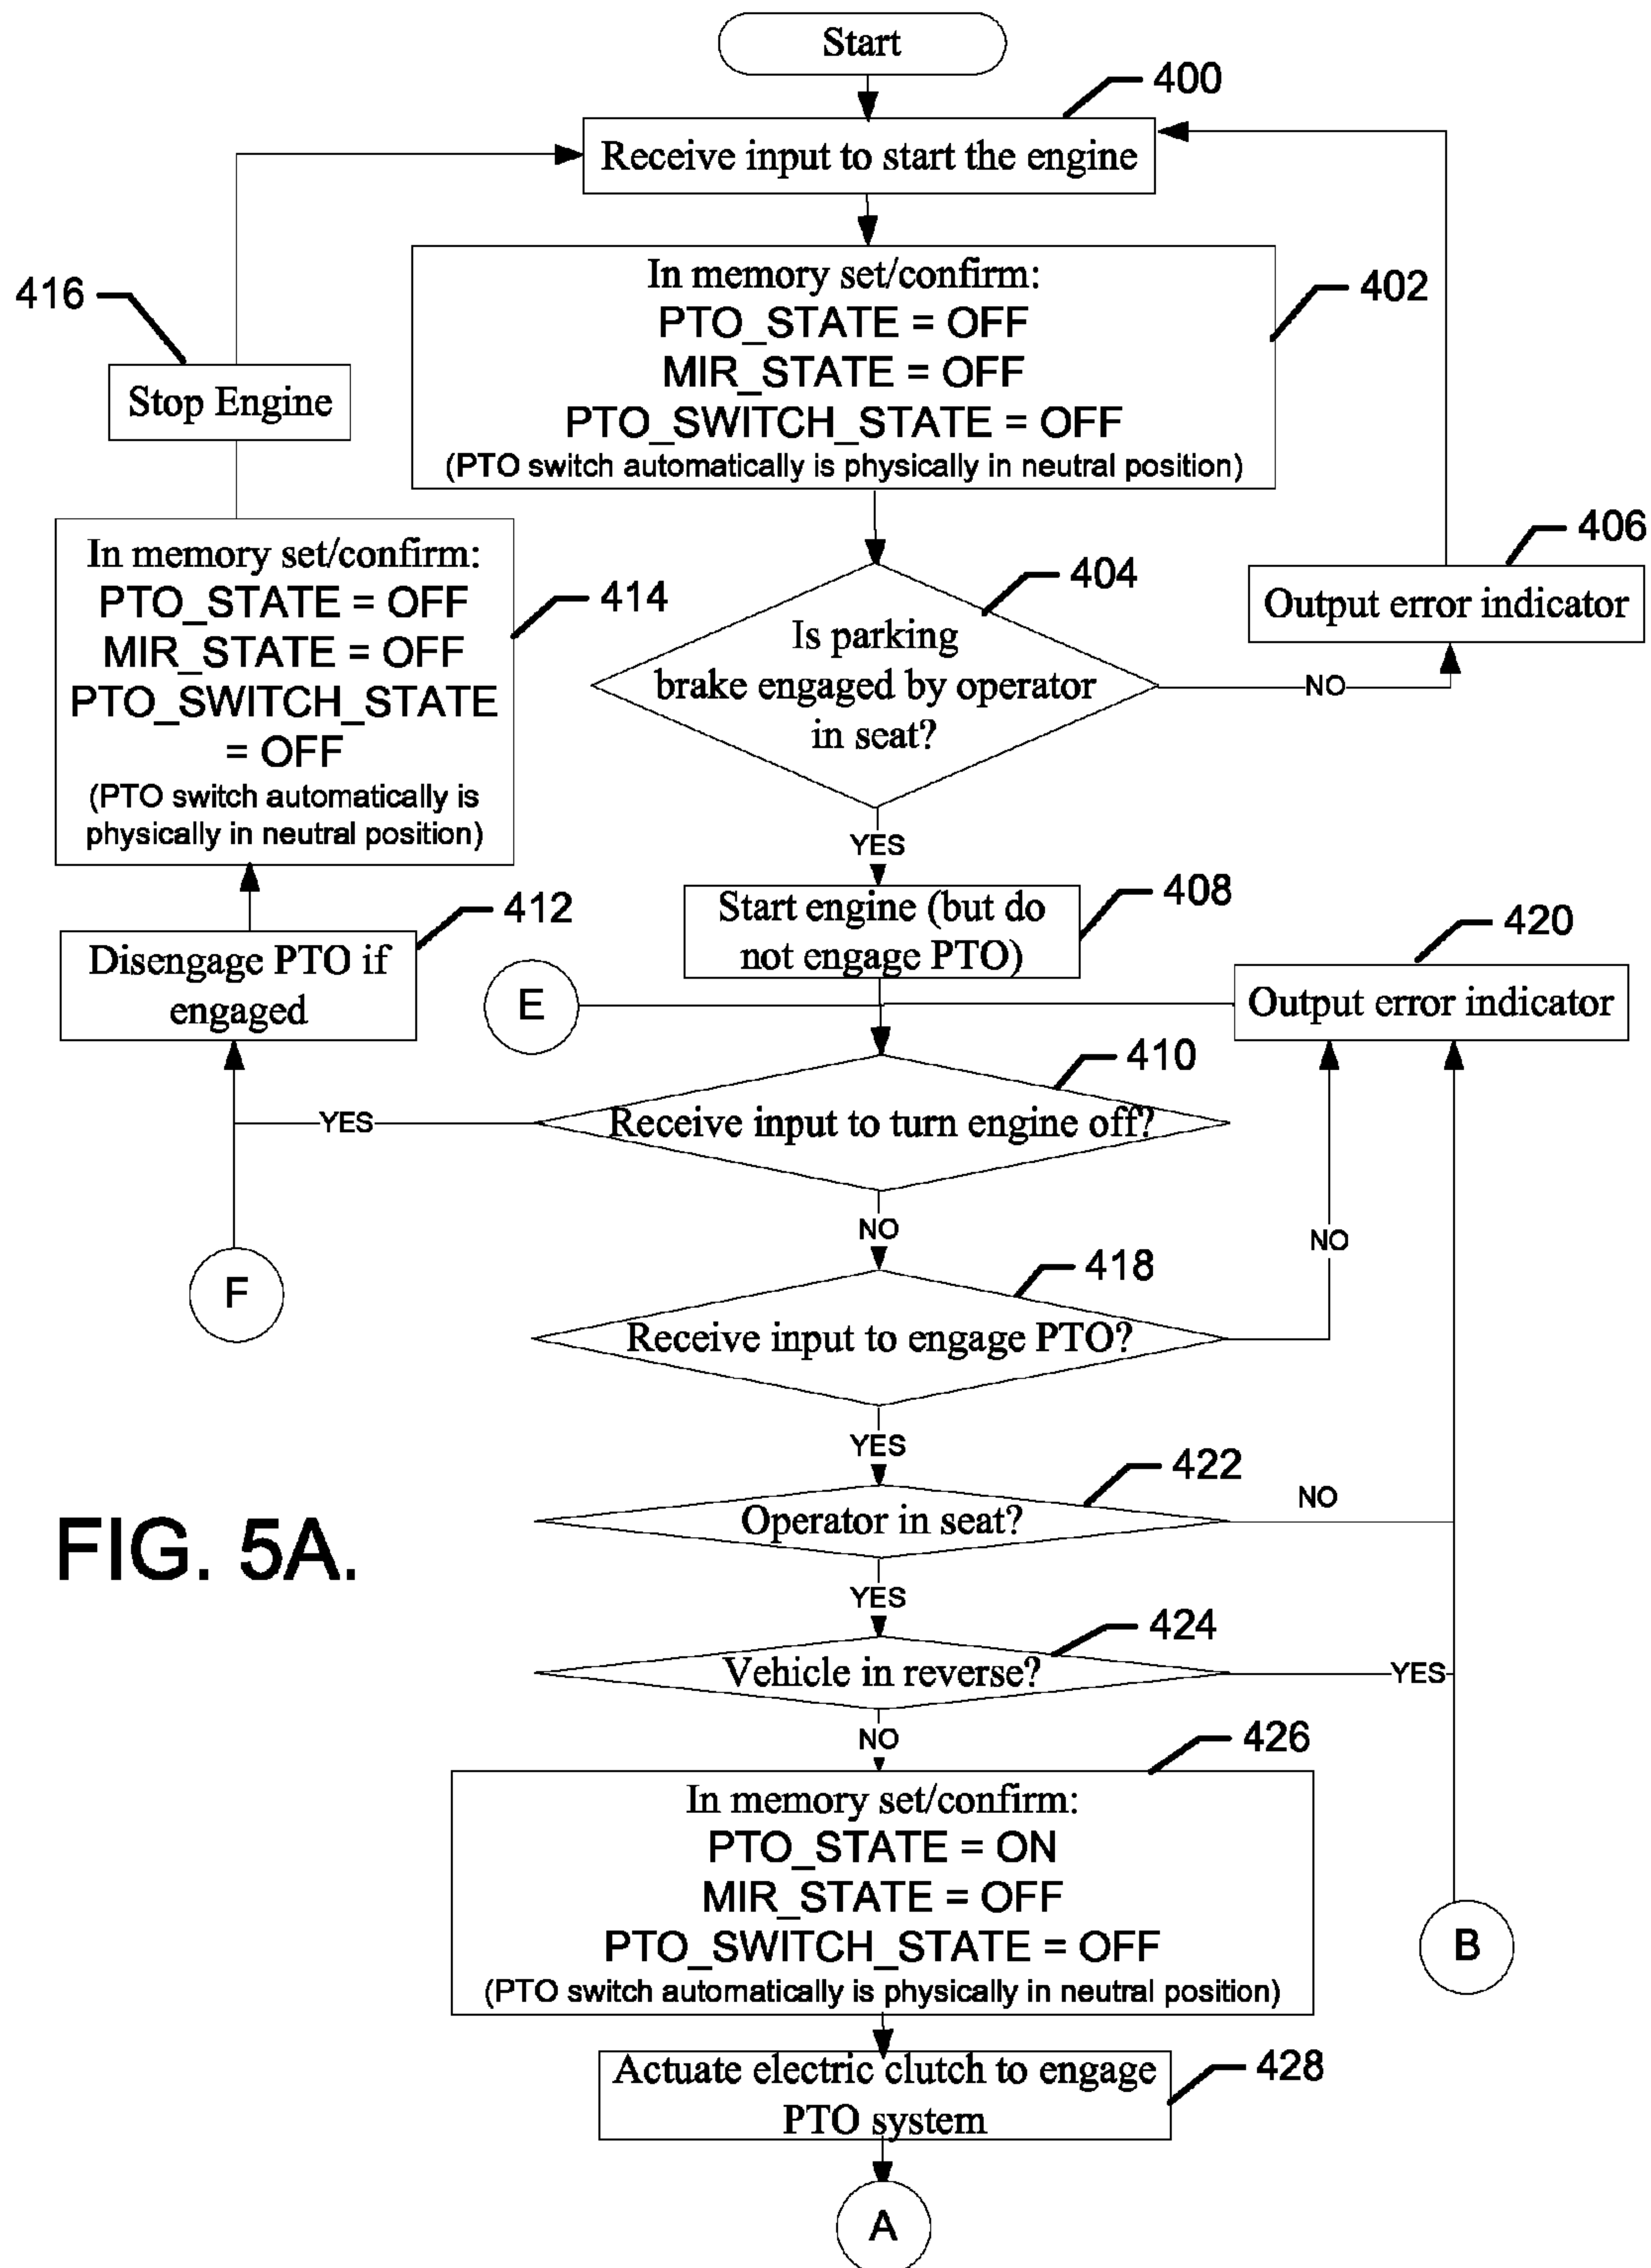 Start
400
Receive input to start the engine
In memory set/confirm:
PTO_STATE = OFF
MIR_STATE = OFF
PTO_SWITCH_STATE = OFF
(PTO switch automatically is physically in neutral position)
402
416
Stop Engine
In memory set/confirm:
PTO_STATE = OFF
MIR_STATE = OFF
PTO_SWITCH_STATE
= OFF
(PTO switch automatically is
physically in neutral position)
414
404
Is parking
brake engaged by operator
in seat?
NO
406
Output error indicator
YES
408
Start engine (but do
not engage PTO)
412
Disengage PTO if
engaged
E
420
Output error indicator
410
Receive input to turn engine off?
YES
NO
F
418
Receive input to engage PTO?
NO
YES
422
Operator in seat?
NO
YES
FIG. 5A.
424
Vehicle in reverse?
YES
NO
426
In memory set/confirm:
PTO_STATE = ON
MIR_STATE = OFF
PTO_SWITCH_STATE = OFF
(PTO switch automatically is physically in neutral position)
B
428
Actuate electric clutch to engage
PTO system
A